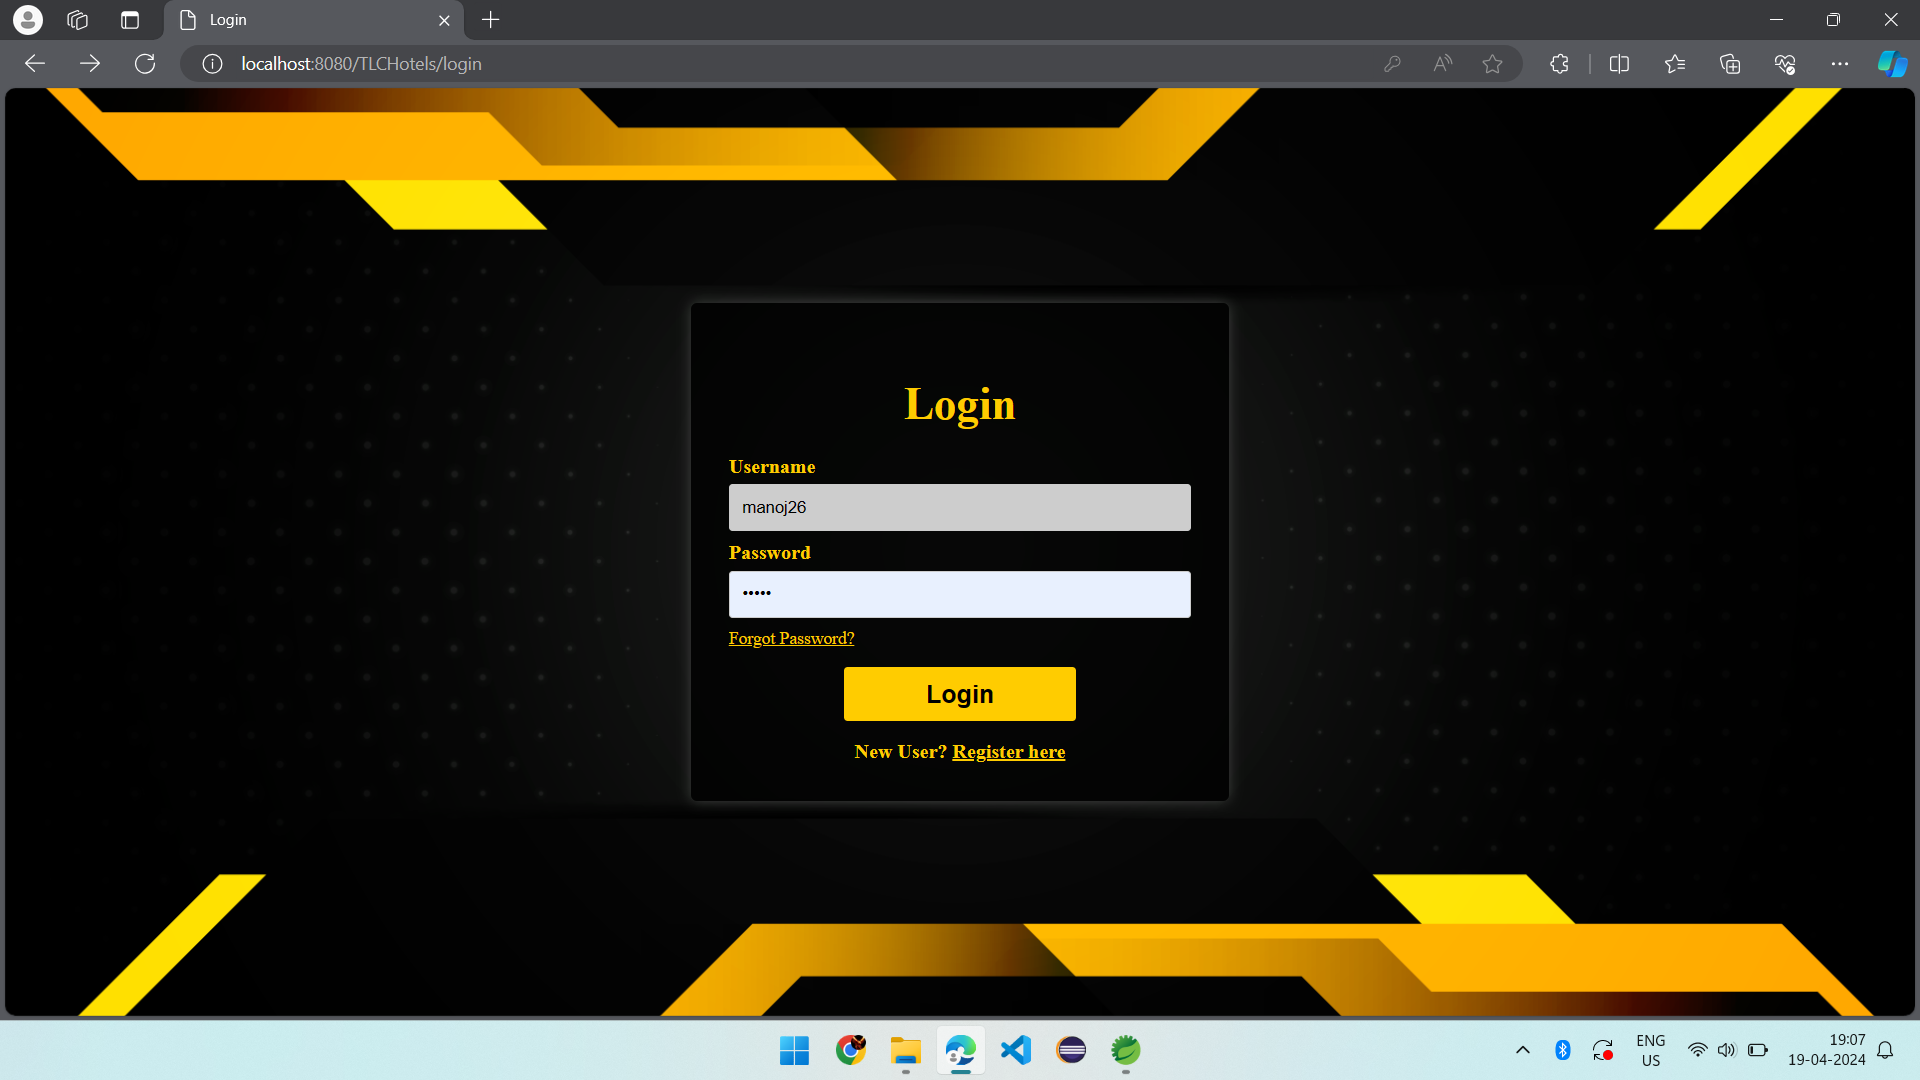 Login
localhost:8080/TLCHotels/login
Login
Username
manoj26
Password
•••••
Forgot Password?
Login
New User? Register here
ENG
US
19:07
19-04-2024